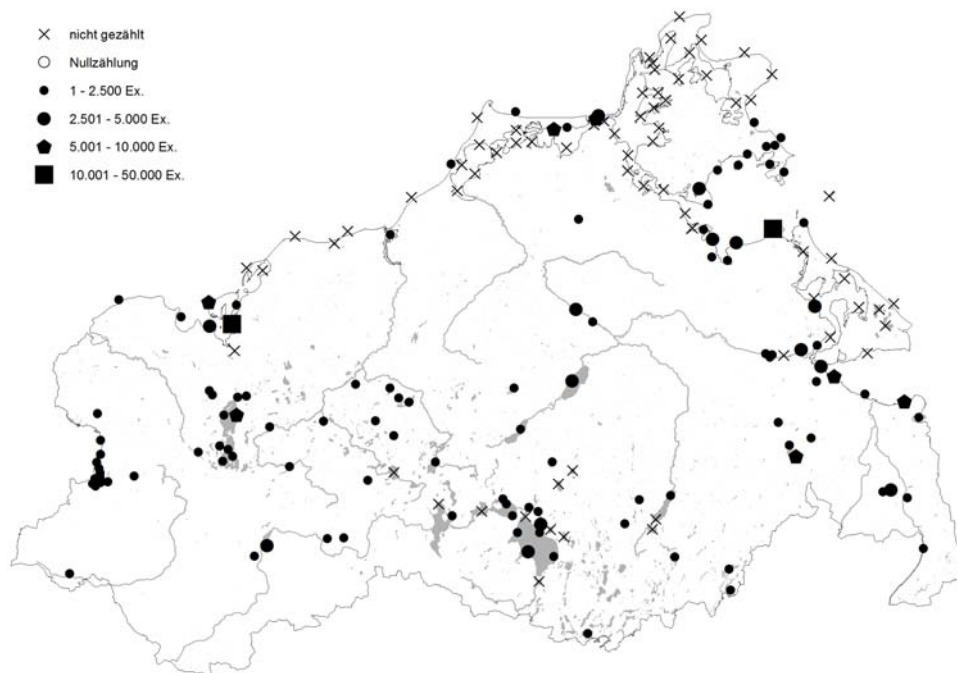 nicht gezählt
Nullzählung
1 - 2.500 Ex.
2.501 - 5.000 Ex.
5.001 - 10.000 Ex.
10.001 - 50.000 Ex.